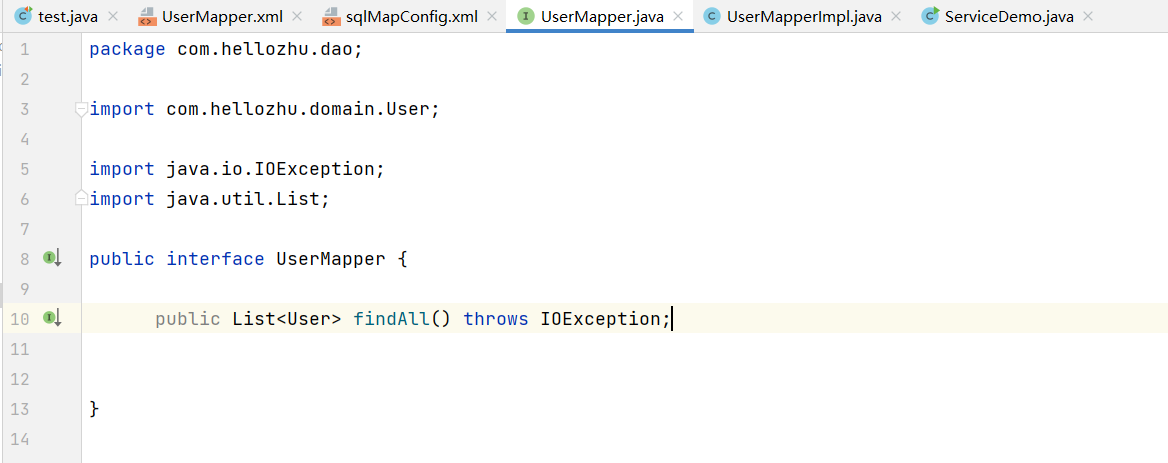 test.java UserMapper.xml sqlMapConfig.xml UserMapper.java UserMapperImpl.java ServiceDemo.java
1 package com.hellozhu.dao;
2
3 import com.hellozhu.domain.User;
4
5 import java.io.IOException;
6 import java.util.List;
7
8 public interface UserMapper {
9
10 public List<User> findAll() throws IOException;
11
12
13 }
14